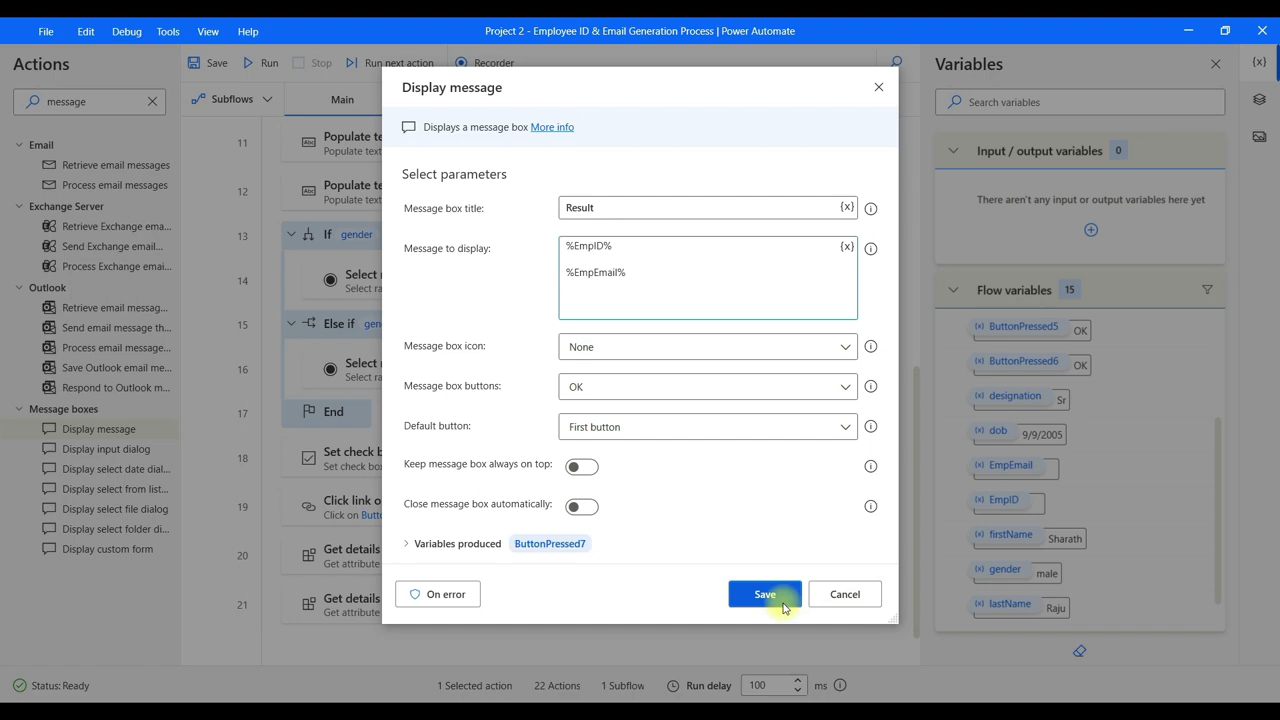 File Edit Debug Tools View Help
Project 2 - Employee ID & Email Generation Process | Power Automate
Actions
message
Email
Retrieve email messages
Process email messages
Exchange Server
Retrieve Exchange ema...
Send Exchange email...
Process Exchange emai...
Outlook
Retrieve email messag...
Send email message th...
Process email message...
Save Outlook email me...
Respond to Outlook m...
Message boxes
Display message
Display input dialog
Display select date dial...
Display select from list...
Display select file dialog
Display select folder di...
Display custom form
Save Run Stop Run next action Recorder
Subflows Main
11 Populate te
Populate text
12 Populate te
Populate text
13 If gender
14 Select r
Select ra
15 Else if gen
16 Select r
Select ra
17 End
18 Set check b
Set check box
19 Click link o
Click on Butto
20 Get details
Get attribute
21 Get details
Get attribute
Display message
Displays a message box More info
Select parameters
Message box title: Result {x}
Message to display: %EmpID% {x}
%EmpEmail%
Message box icon: None
Message box buttons: OK
Default button: First button
Keep message box always on top:
Close message box automatically:
Variables produced ButtonPressed7
On error Save Cancel
Variables
{x}
Search variables
Input / output variables 0
There aren't any input or output variables here yet
Flow variables 15
(x) ButtonPressed5 OK
(x) ButtonPressed6 OK
(x) designation Sr
(x) dob 9/9/2005
(x) EmpEmail
(x) EmpID
(x) firstName Sharath
(x) gender male
(x) lastName Raju
Status: Ready 1 Selected action 22 Actions 1 Subflow Run delay 100 ms